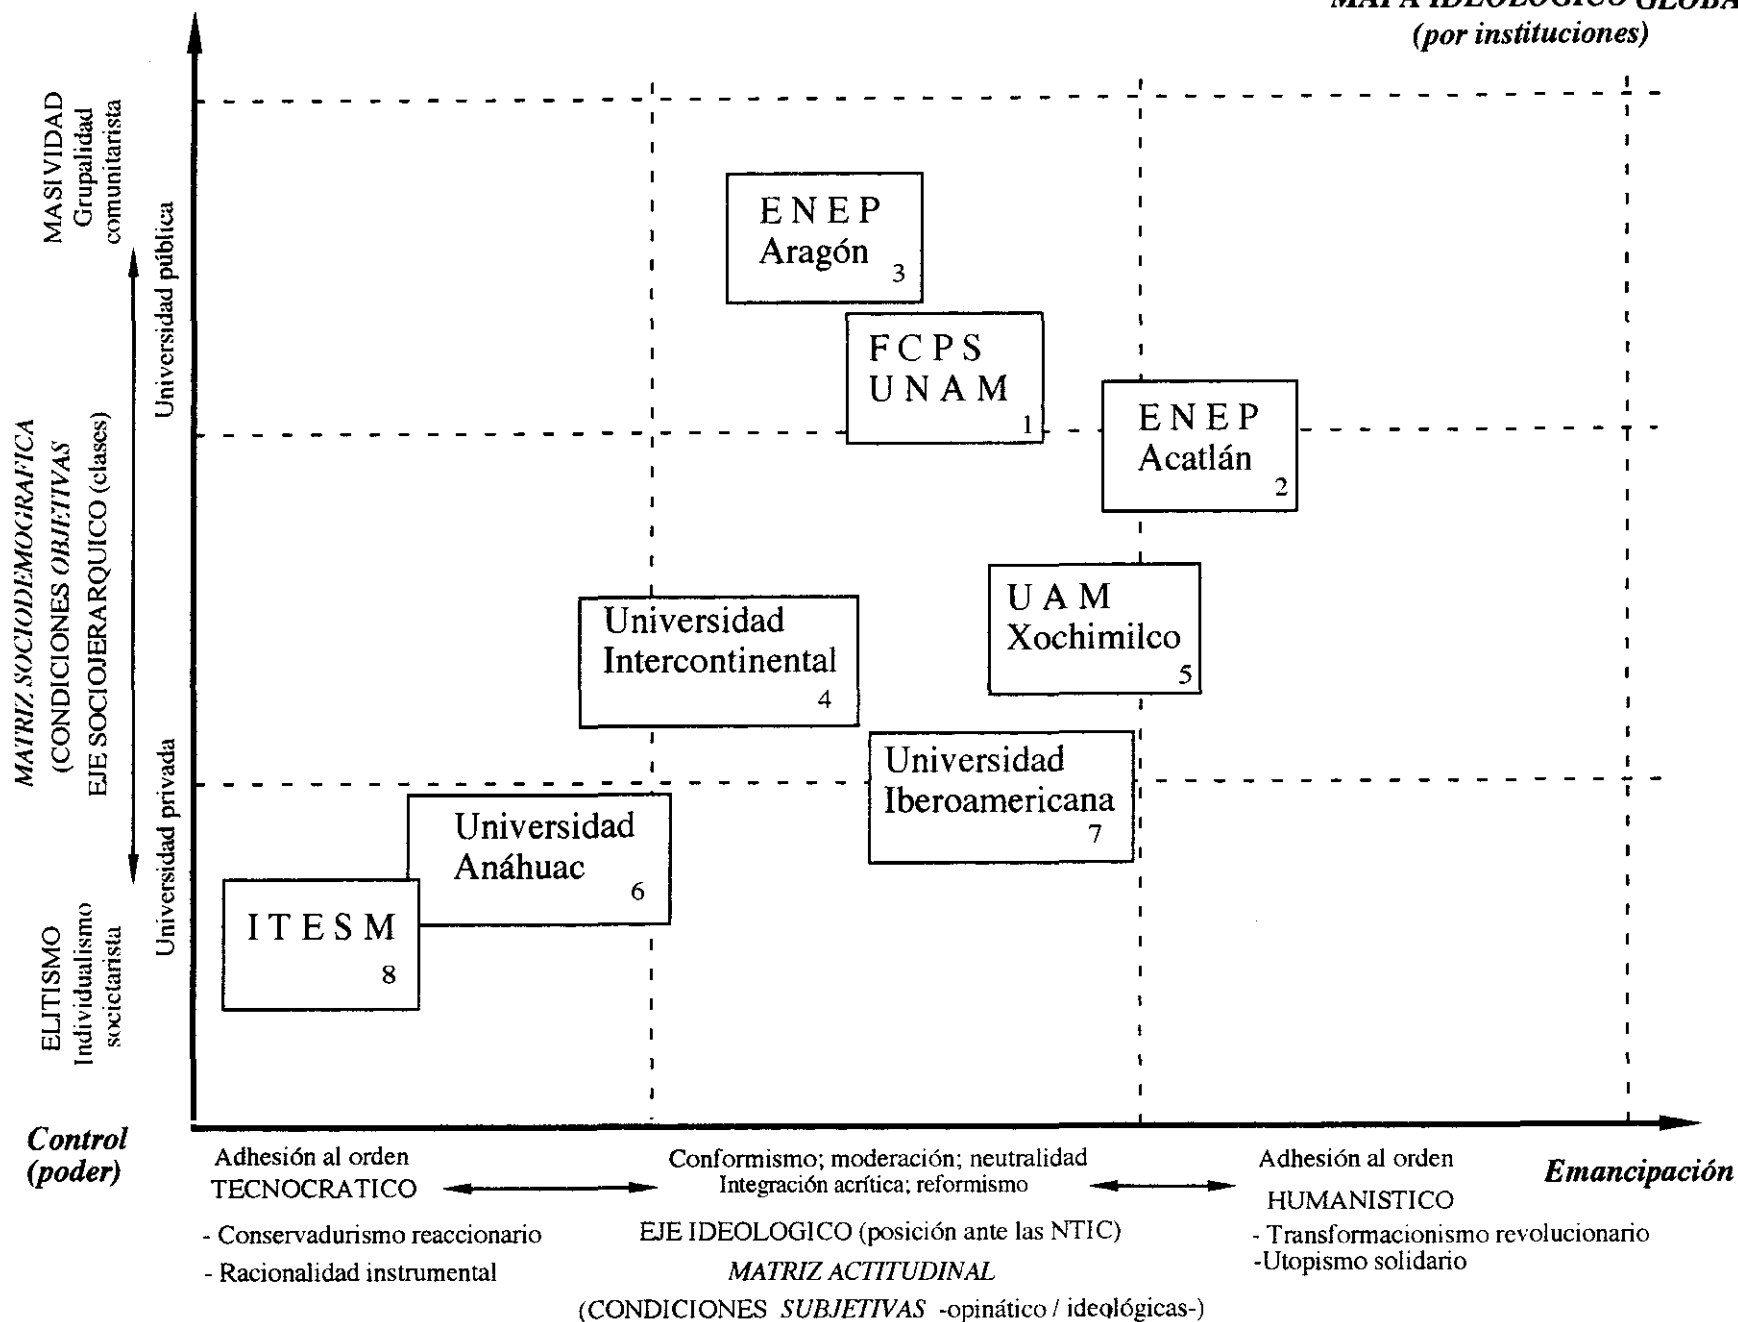 MAPA IDEOLOGICO GLOBA
(por instituciones)
MASIVIDAD
Grupalidad
comunitarista
Universidad pública
MATRIZ SOCIODEMOGRAFICA
(CONDICIONES OBJETIVAS
EJE SOCIOJERARQUICO (clases)
Universidad privada
ELITISMO
Individualismo
societarista
ENEP
Aragón
3
FCPS
UNAM
1
ENEP
Acatlán
2
UAM
Xochimilco
5
Universidad
Intercontinental
4
Universidad
Iberoamericana
7
Universidad
Anáhuac
6
ITESM
8
Control
(poder)
Adhesión al orden
TECNOCRATICO
- Conservadurismo reaccionario
- Racionalidad instrumental
Conformismo; moderación; neutralidad
Integración acrítica; reformismo
EJE IDEOLOGICO (posición ante las NTIC)
MATRIZ ACTITUDINAL
(CONDICIONES SUBJETIVAS -opinático / ideológicas-)
Adhesión al orden
HUMANISTICO
- Transformacionismo revolucionario
-Utopismo solidario
Emancipación